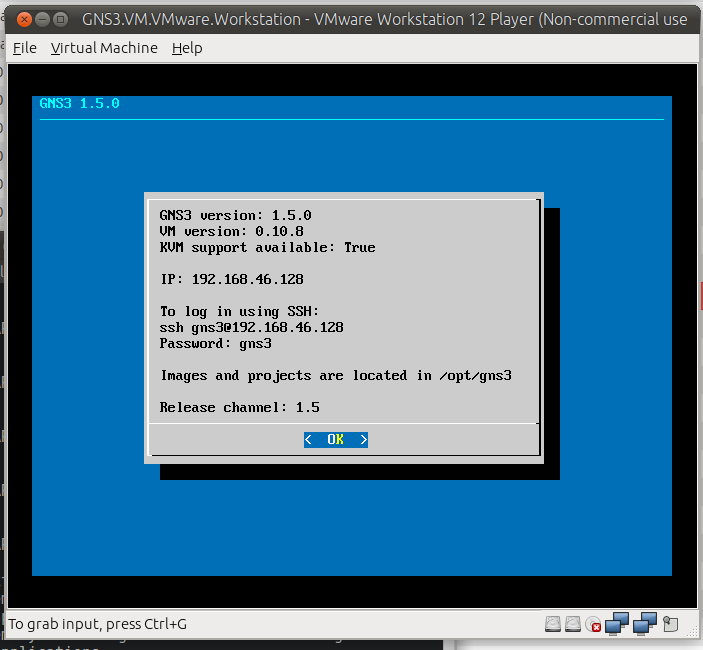 GNS3.VM.VMware.Workstation - VMware Workstation 12 Player (Non-commercial use
File Virtual Machine Help
GNS3 1.5.0
GNS3 version: 1.5.0
VM version: 0.10.8
KVM support available: True
IP: 192.168.46.128
To log in using SSH:
ssh gns3@192.168.46.128
Password: gns3
Images and projects are located in /opt/gns3
Release channel: 1.5
< OK >
To grab input, press Ctrl+G